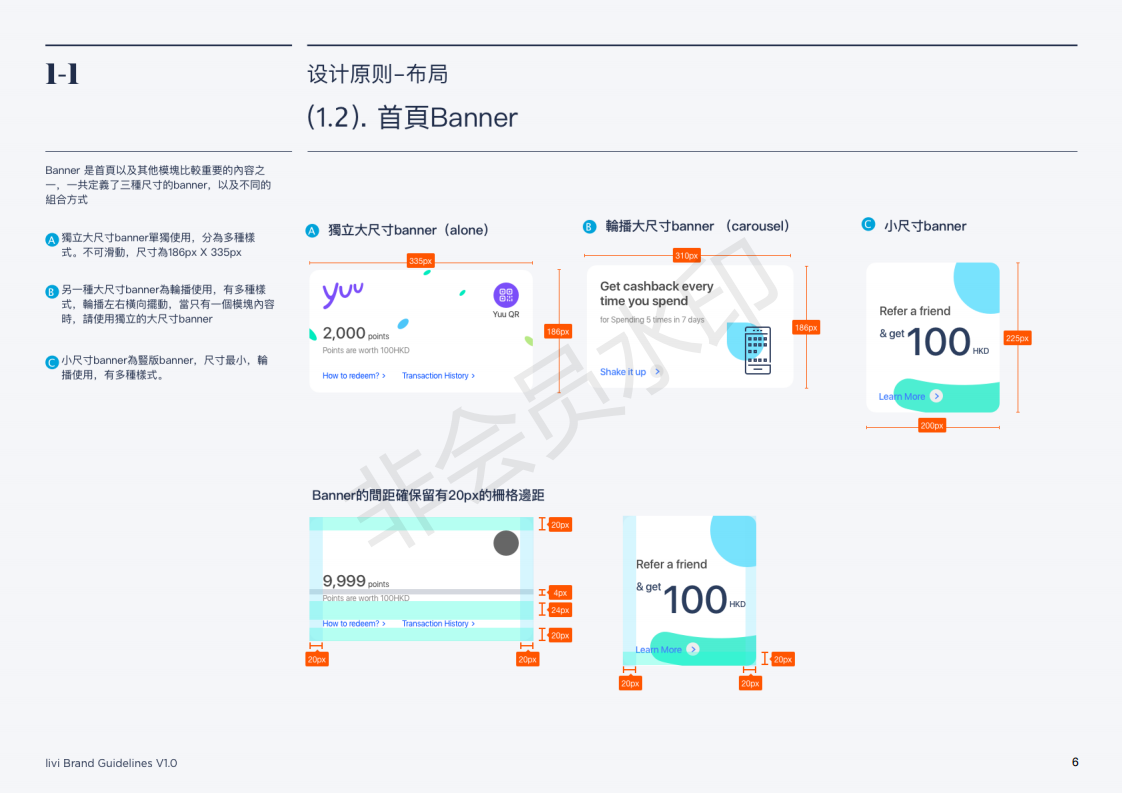 1-1
设计原则-布局
(1.2). 首頁Banner
Banner 是首頁以及其他模塊比較重要的內容之
一，一共定義了三種尺寸的banner，以及不同的
組合方式
A 獨立大尺寸banner單獨使用，分為多種樣
式。不可滑動，尺寸為186px X 335px
B 另一種大尺寸banner為輪播使用，有多種樣
式，輪播左右橫向擺動，當只有一個模塊內容
時，請使用獨立的大尺寸banner
C 小尺寸banner為豎版banner，尺寸最小，輪
播使用，有多種樣式。
A 獨立大尺寸banner（alone）
335px
yuu
Yuu QR
2,000 points
Points are worth 100HKD
How to redeem? >
Transaction History >
186px
B 輪播大尺寸banner （carousel）
310px
Get cashback every
time you spend
for Spending 5 times in 7 days
Shake it up >
186px
C 小尺寸banner
Refer a friend
& get 100 HKD
Learn More >
225px
200px
Banner的間距確保留有20px的柵格邊距
20px
9,999 points
4px
Points are worth 100HKD
24px
How to redeem? >
Transaction History >
20px
20px
20px
Refer a friend
& get 100 HKD
Learn More >
20px
20px
20px
非会员水印
livi Brand Guidelines V1.0
6